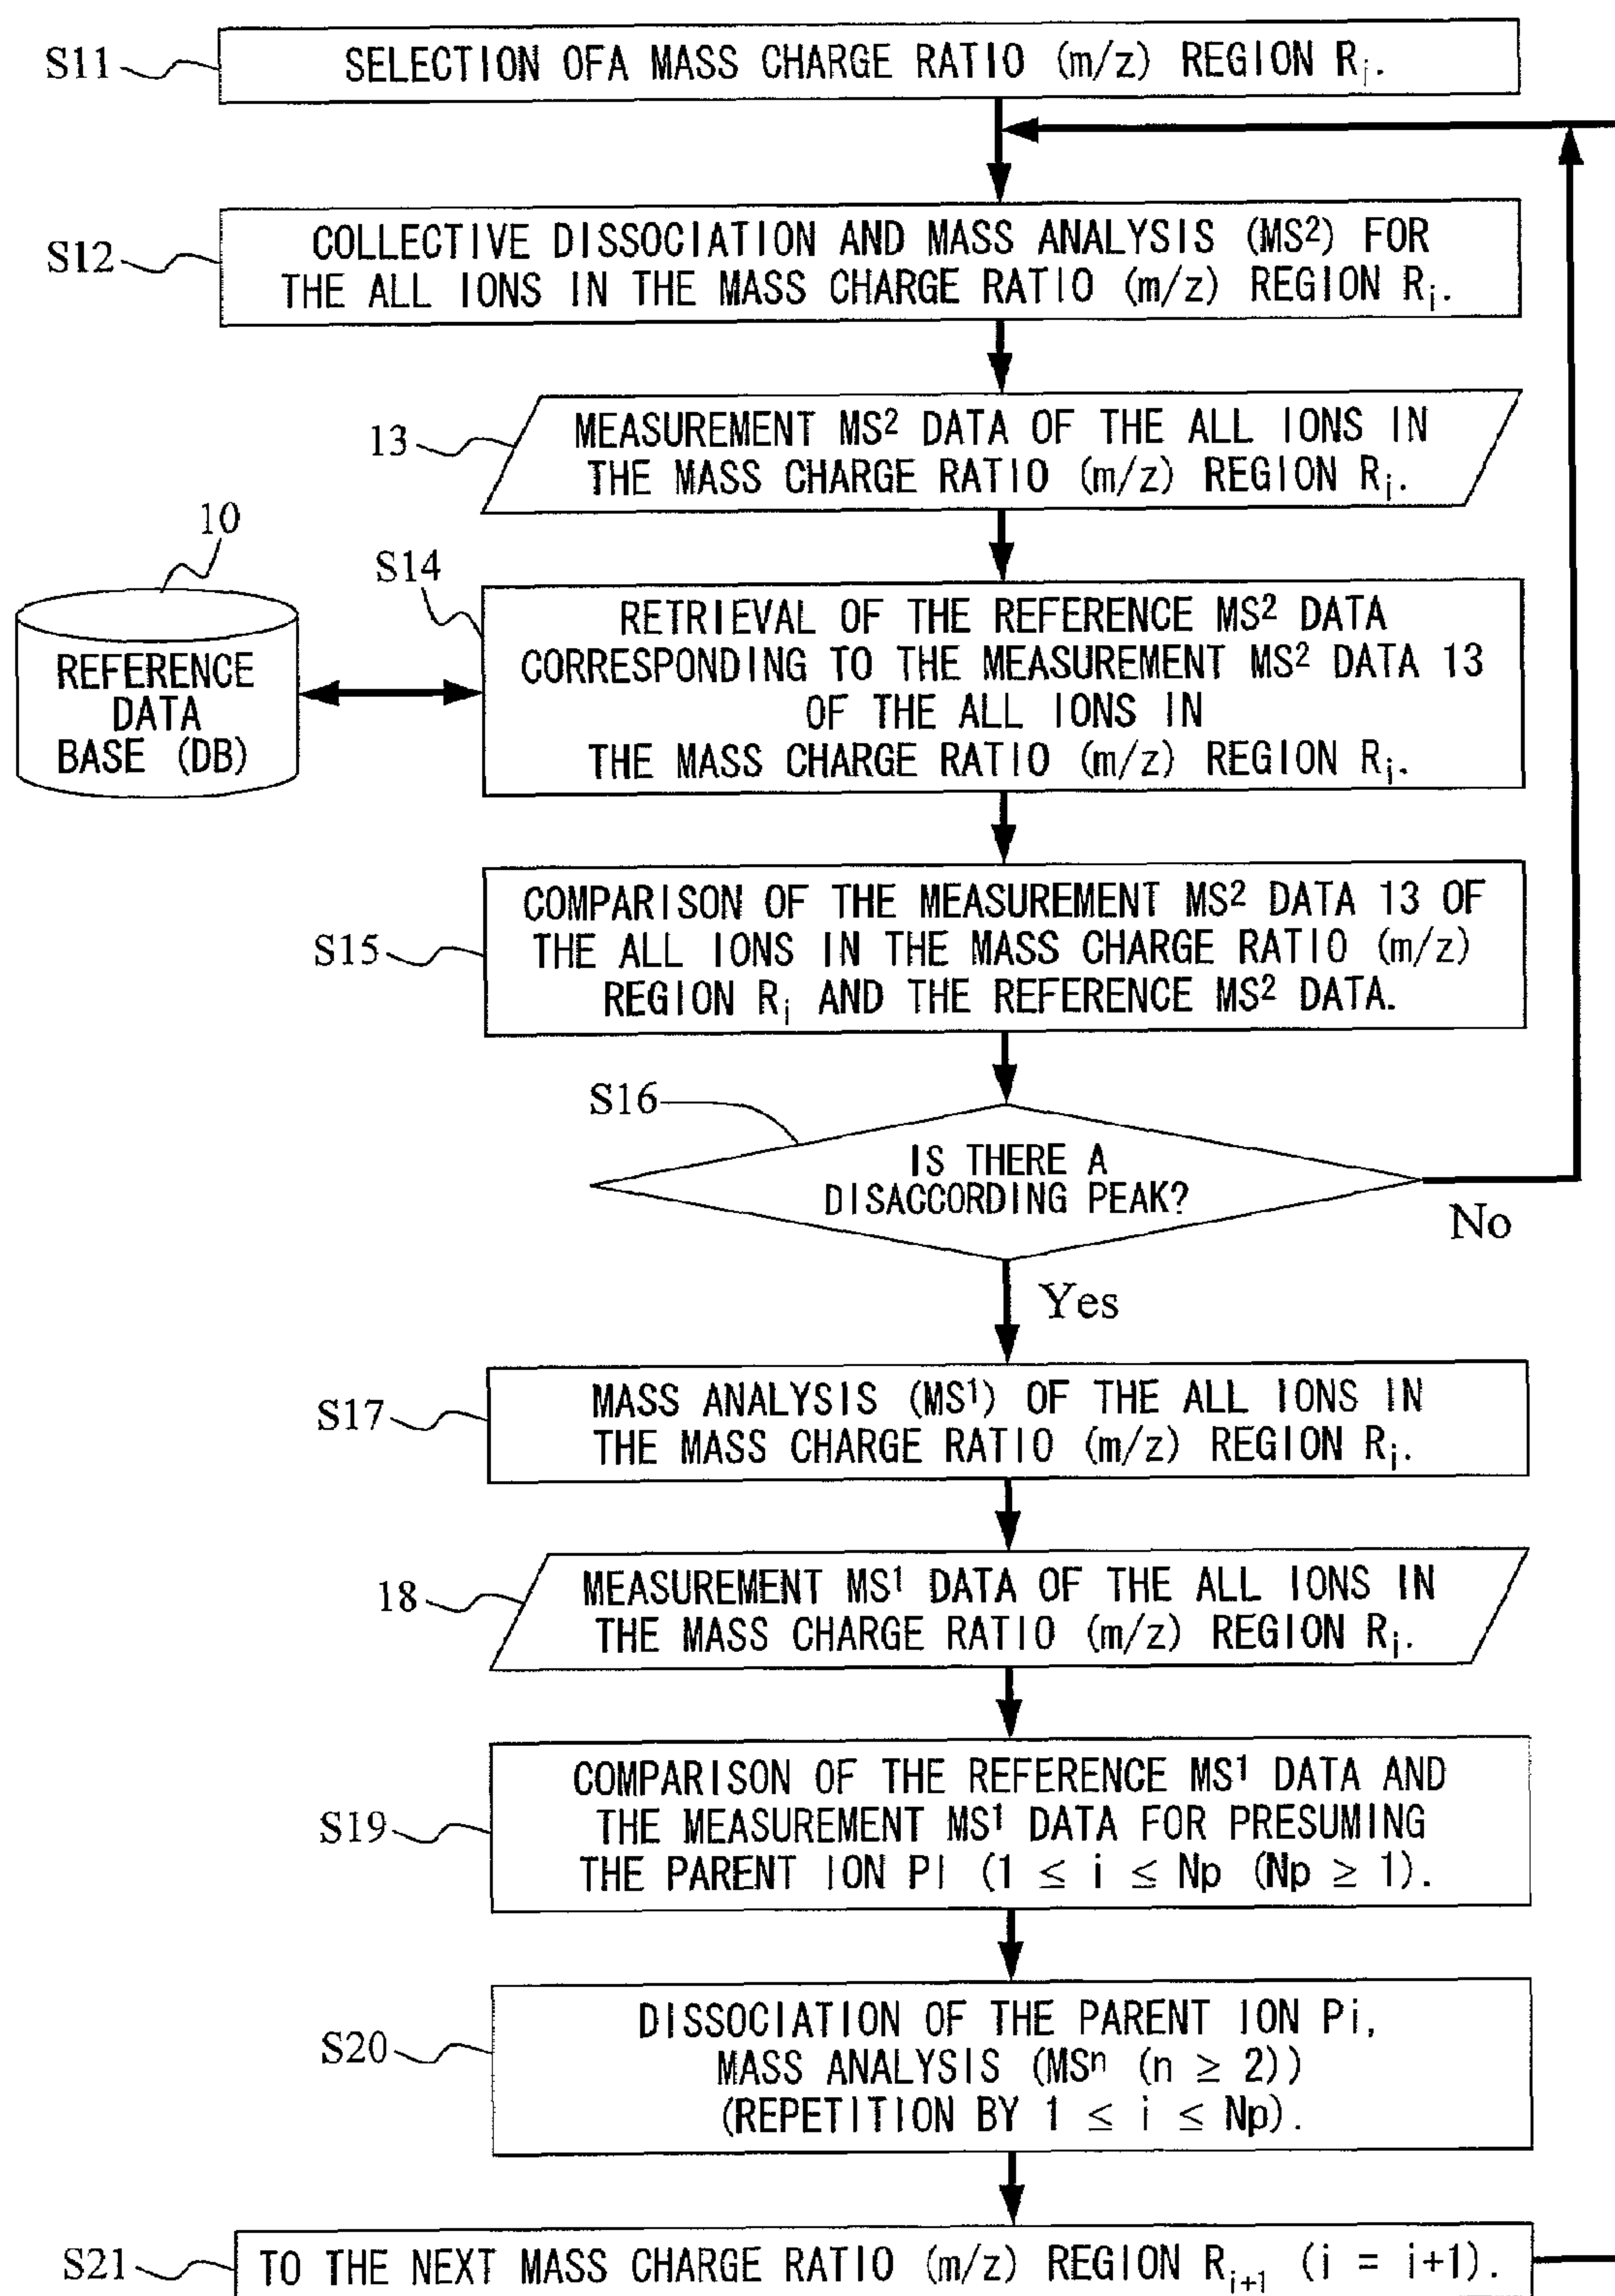 S11
SELECTION OFA MASS CHARGE RATIO (m/z) REGION Ri.
S12
COLLECTIVE DISSOCIATION AND MASS ANALYSIS (MS²) FOR
THE ALL IONS IN THE MASS CHARGE RATIO (m/z) REGION Ri.
13
MEASUREMENT MS² DATA OF THE ALL IONS IN
THE MASS CHARGE RATIO (m/z) REGION Ri.
10
REFERENCE
DATA
BASE (DB)
S14
RETRIEVAL OF THE REFERENCE MS² DATA
CORRESPONDING TO THE MEASUREMENT MS² DATA 13
OF THE ALL IONS IN
THE MASS CHARGE RATIO (m/z) REGION Ri.
S15
COMPARISON OF THE MEASUREMENT MS² DATA 13 OF
THE ALL IONS IN THE MASS CHARGE RATIO (m/z)
REGION Ri AND THE REFERENCE MS² DATA.
S16
IS THERE A
DISACCORDING PEAK?
No
Yes
S17
MASS ANALYSIS (MS¹) OF THE ALL IONS IN
THE MASS CHARGE RATIO (m/z) REGION Ri.
18
MEASUREMENT MS¹ DATA OF THE ALL IONS IN
THE MASS CHARGE RATIO (m/z) REGION Ri.
S19
COMPARISON OF THE REFERENCE MS¹ DATA AND
THE MEASUREMENT MS¹ DATA FOR PRESUMING
THE PARENT ION PI (1 ≤ i ≤ Np (Np ≥ 1).
S20
DISSOCIATION OF THE PARENT ION Pi,
MASS ANALYSIS (MSⁿ (n ≥ 2))
(REPETITION BY 1 ≤ i ≤ Np).
S21
TO THE NEXT MASS CHARGE RATIO (m/z) REGION Ri+1 (i = i+1).